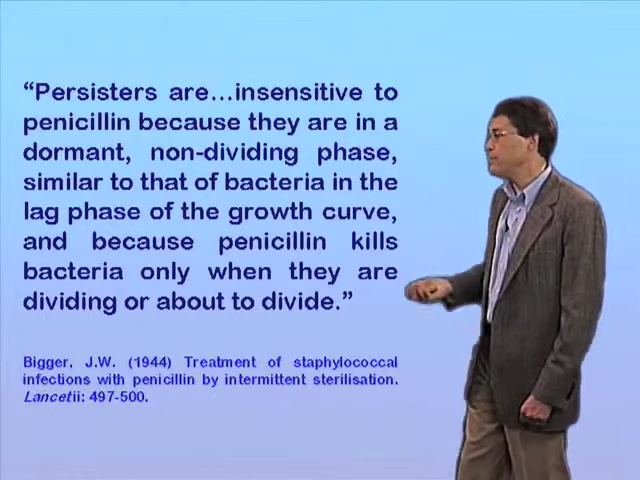 “Persisters are...insensitive to
penicillin because they are in a
dormant, non-dividing phase,
similar to that of bacteria in the
lag phase of the growth curve,
and because penicillin kills
bacteria only when they are
dividing or about to divide.”
Bigger, J.W. (1944) Treatment of staphylococcal
infections with penicillin by intermittent sterilisation.
Lancet ii: 497-500.